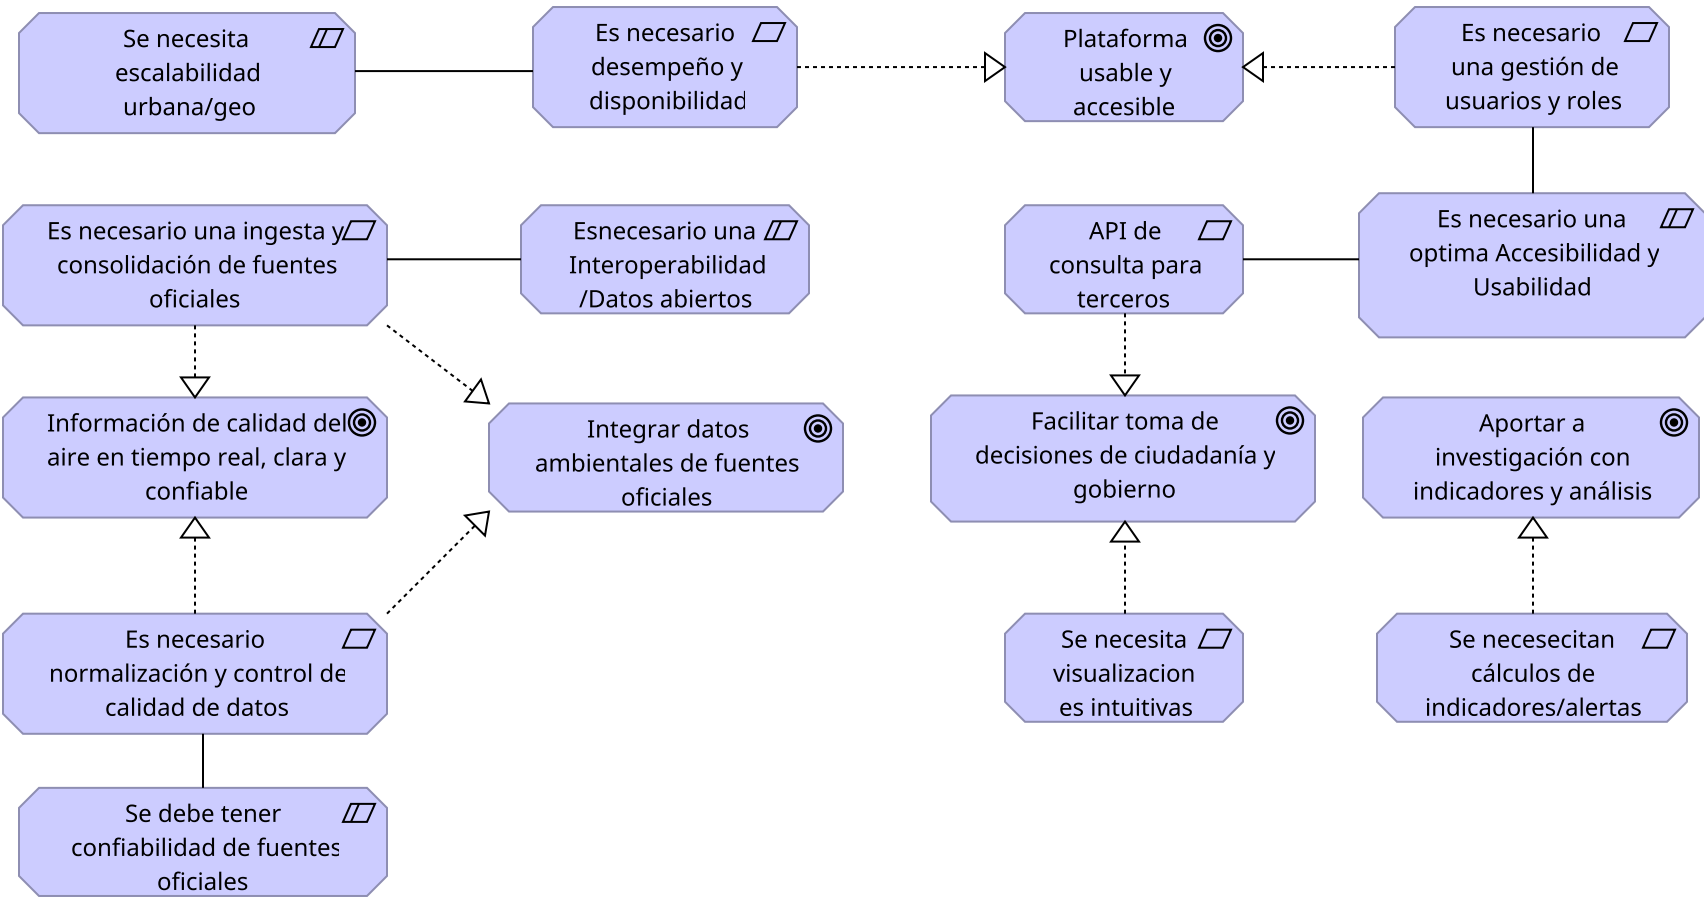 Se necesita
escalabilidad
urbana/geo
Es necesario
desempeño y
disponibilidad
Plataforma
usable y
accesible
Es necesario
una gestión de
usuarios y roles
Es necesario una ingesta y
consolidación de fuentes
oficiales
Esnecesario una
Interoperabilidad
/Datos abiertos
API de
consulta para
terceros
Es necesario una
optima Accesibilidad y
Usabilidad
Información de calidad del
aire en tiempo real, clara y
confiable
Integrar datos
ambientales de fuentes
oficiales
Facilitar toma de
decisiones de ciudadanía y
gobierno
Aportar a
investigación con
indicadores y análisis
Es necesario
normalización y control de
calidad de datos
Se necesita
visualizacion
es intuitivas
Se necesecitan
cálculos de
indicadores/alertas
Se debe tener
confiabilidad de fuentes
oficiales